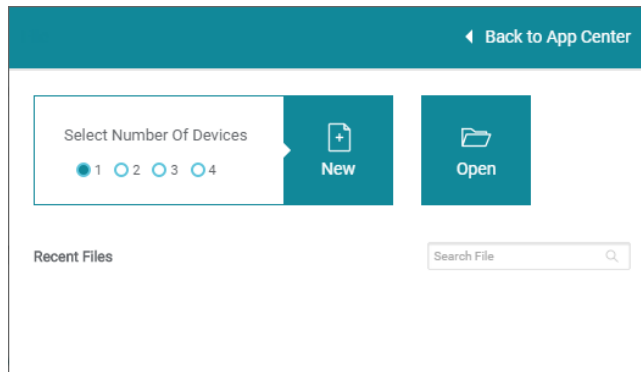 Back to App Center
Select Number Of Devices
1 2 3 4
New
Open
Recent Files
Search File